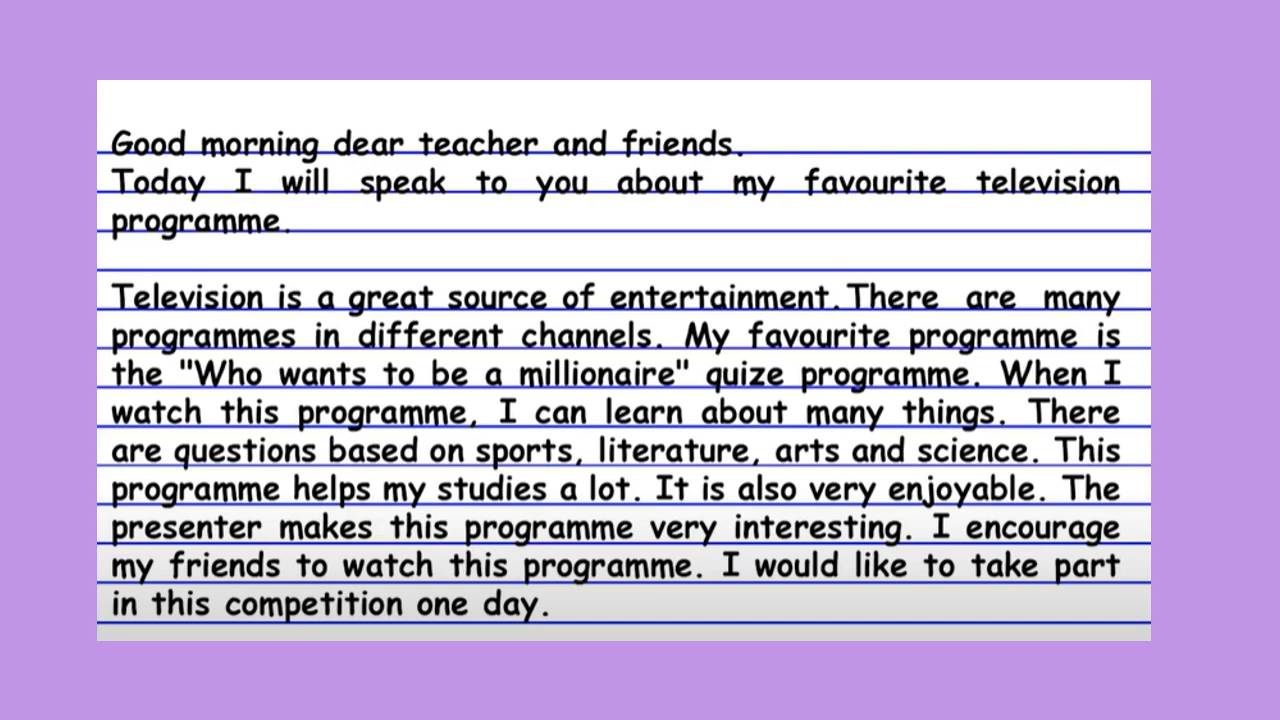 Good morning dear teacher and friends.
Today I will speak to you about my favourite television
programme.
Television is a great source of entertainment. There are many
programmes in different channels. My favourite programme is
the "Who wants to be a millionaire" quize programme. When I
watch this programme, I can learn about many things. There
are questions based on sports, literature, arts and science. This
programme helps my studies a lot. It is also very enjoyable. The
presenter makes this programme very interesting. I encourage
my friends to watch this programme. I would like to take part
in this competition one day.